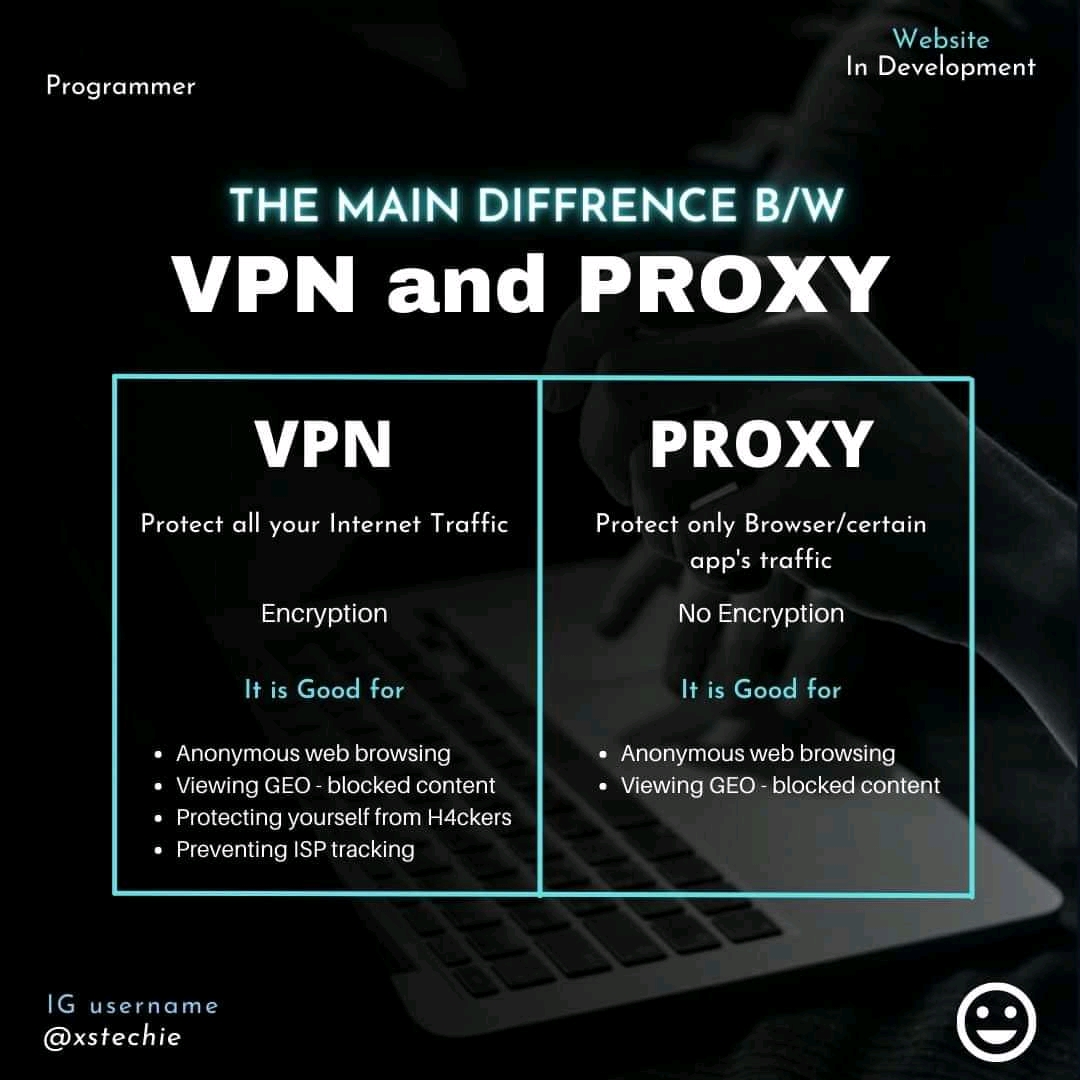 Programmer
Website
In Development
THE MAIN DIFFRENCE B/W
VPN and PROXY
VPN
Protect all your Internet Traffic
Encryption
It is Good for
• Anonymous web browsing
• Viewing GEO - blocked content
• Protecting yourself from H4ckers
• Preventing ISP tracking
PROXY
Protect only Browser/certain
app's traffic
No Encryption
It is Good for
• Anonymous web browsing
• Viewing GEO - blocked content
IG username
@xstechie